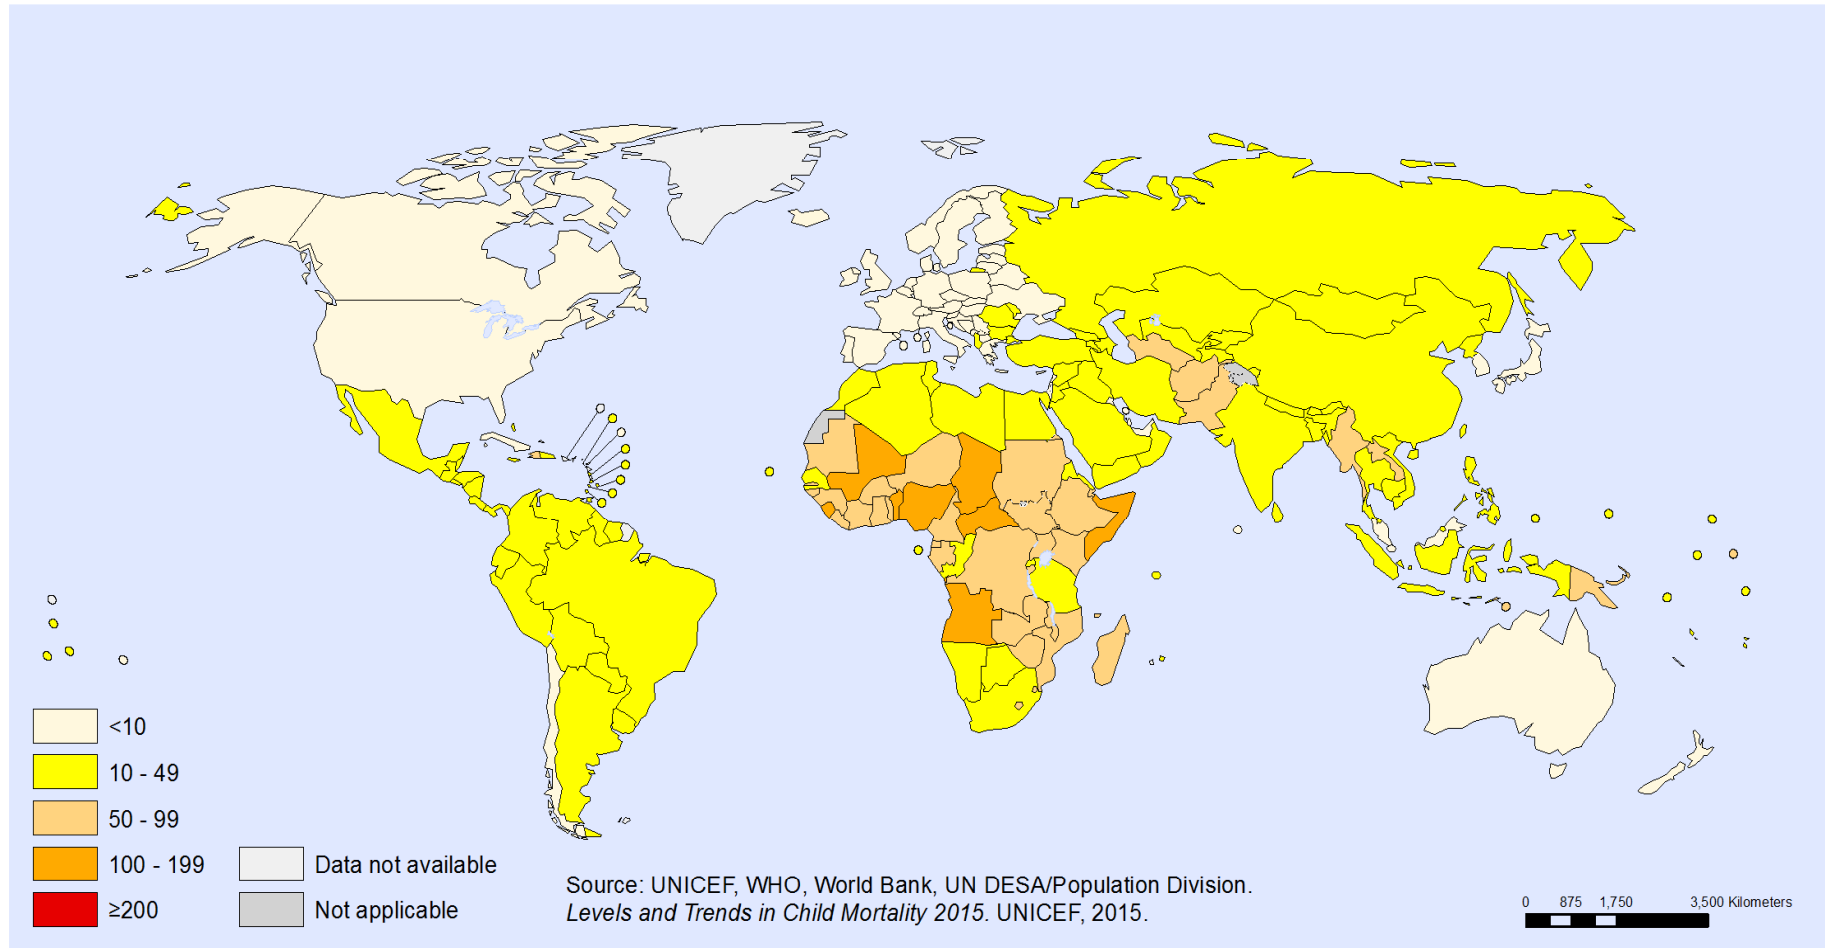 <10
10 - 49
50 - 99
100 - 199
≥200
Data not available
Not applicable
Source: UNICEF, WHO, World Bank, UN DESA/Population Division.
Levels and Trends in Child Mortality 2015. UNICEF, 2015.
0 875 1,750 3,500 Kilometers